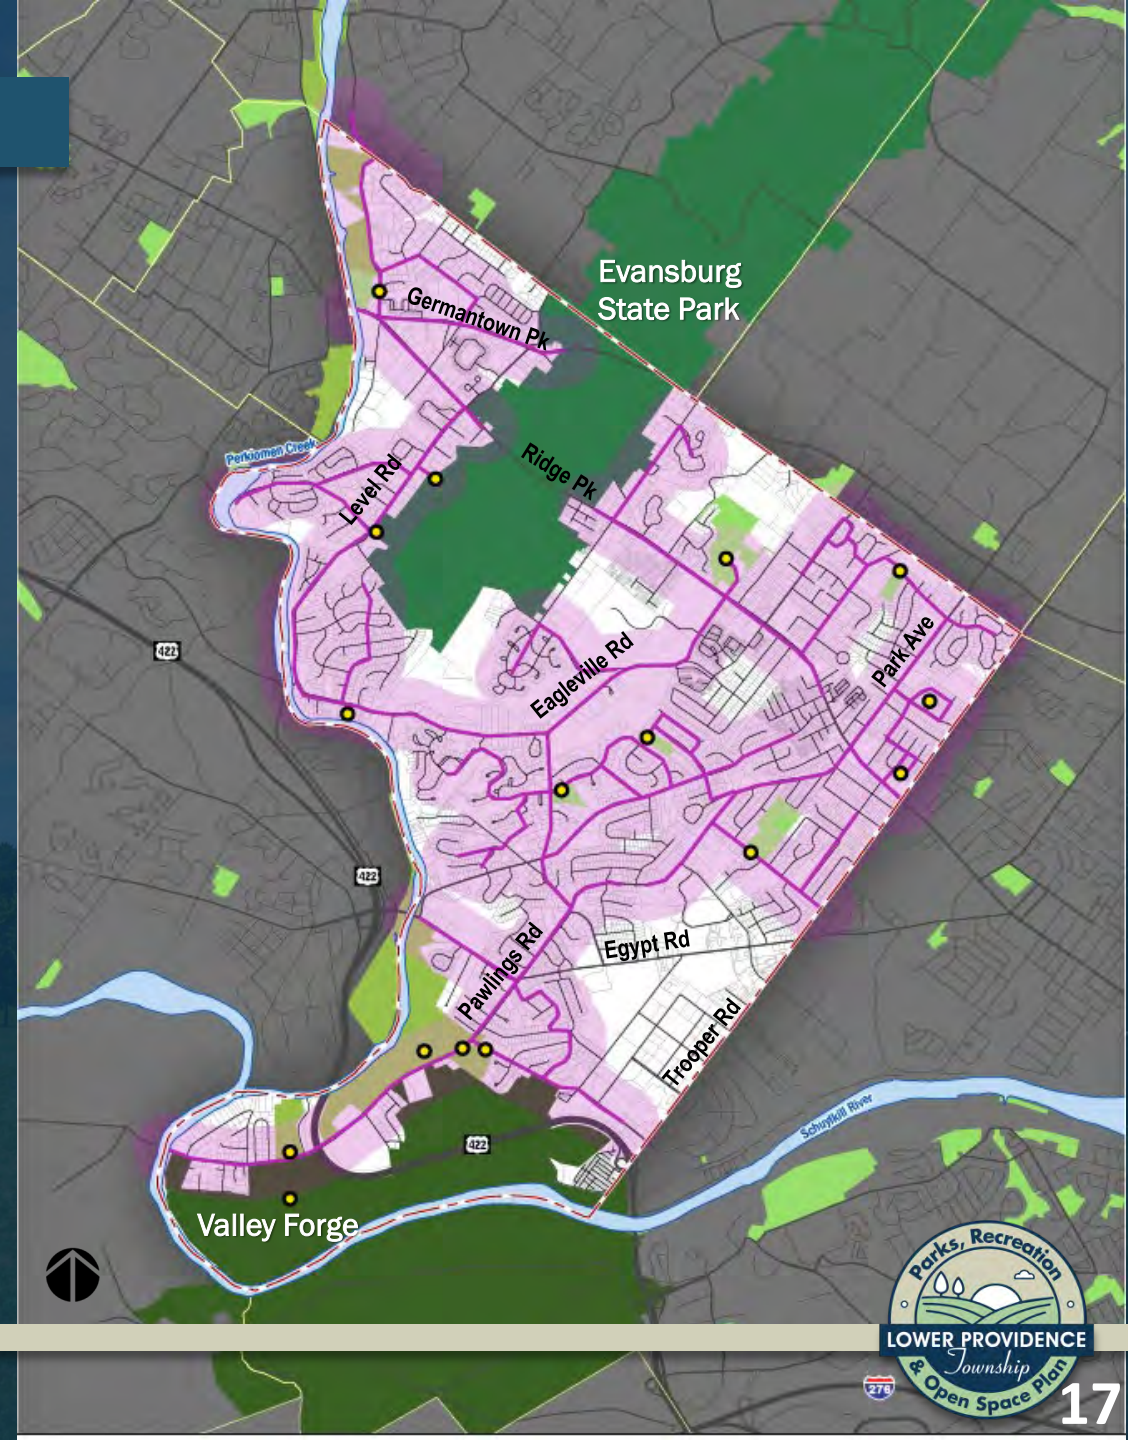 Evansburg
State Park
Germantown Pk
Perkiomen Creek
Level Rd
Ridge Pk
Eagleville Rd
Park Ave
422
422
Egypt Rd
Pawlings Rd
Trooper Rd
Schuylkill River
422
Valley Forge
Parks, Recreation
LOWER PROVIDENCE
Township
& Open Space Plan
276
17